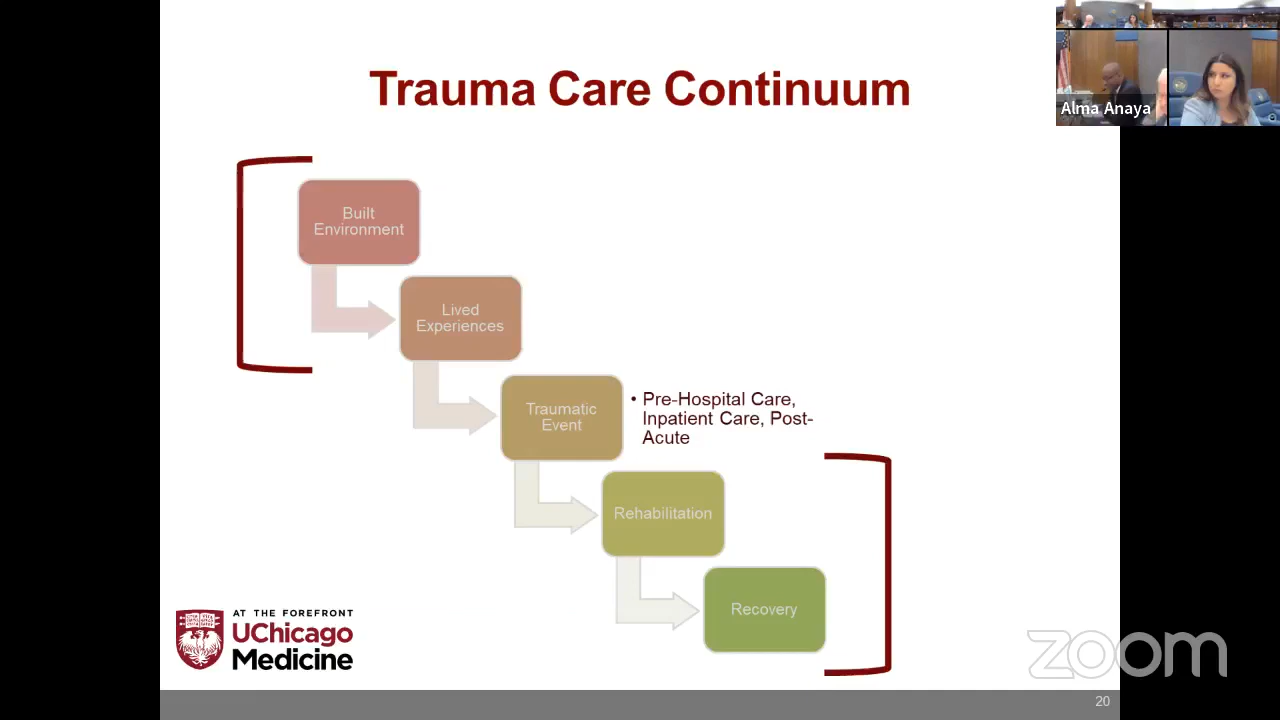 Trauma Care Continuum
Alma Anaya
Built
Environment
Lived
Experiences
Traumatic
Event
• Pre-Hospital Care,
Inpatient Care, Post-
Acute
Rehabilitation
Recovery
AT THE FOREFRONT
UChicago
Medicine
zoom
20